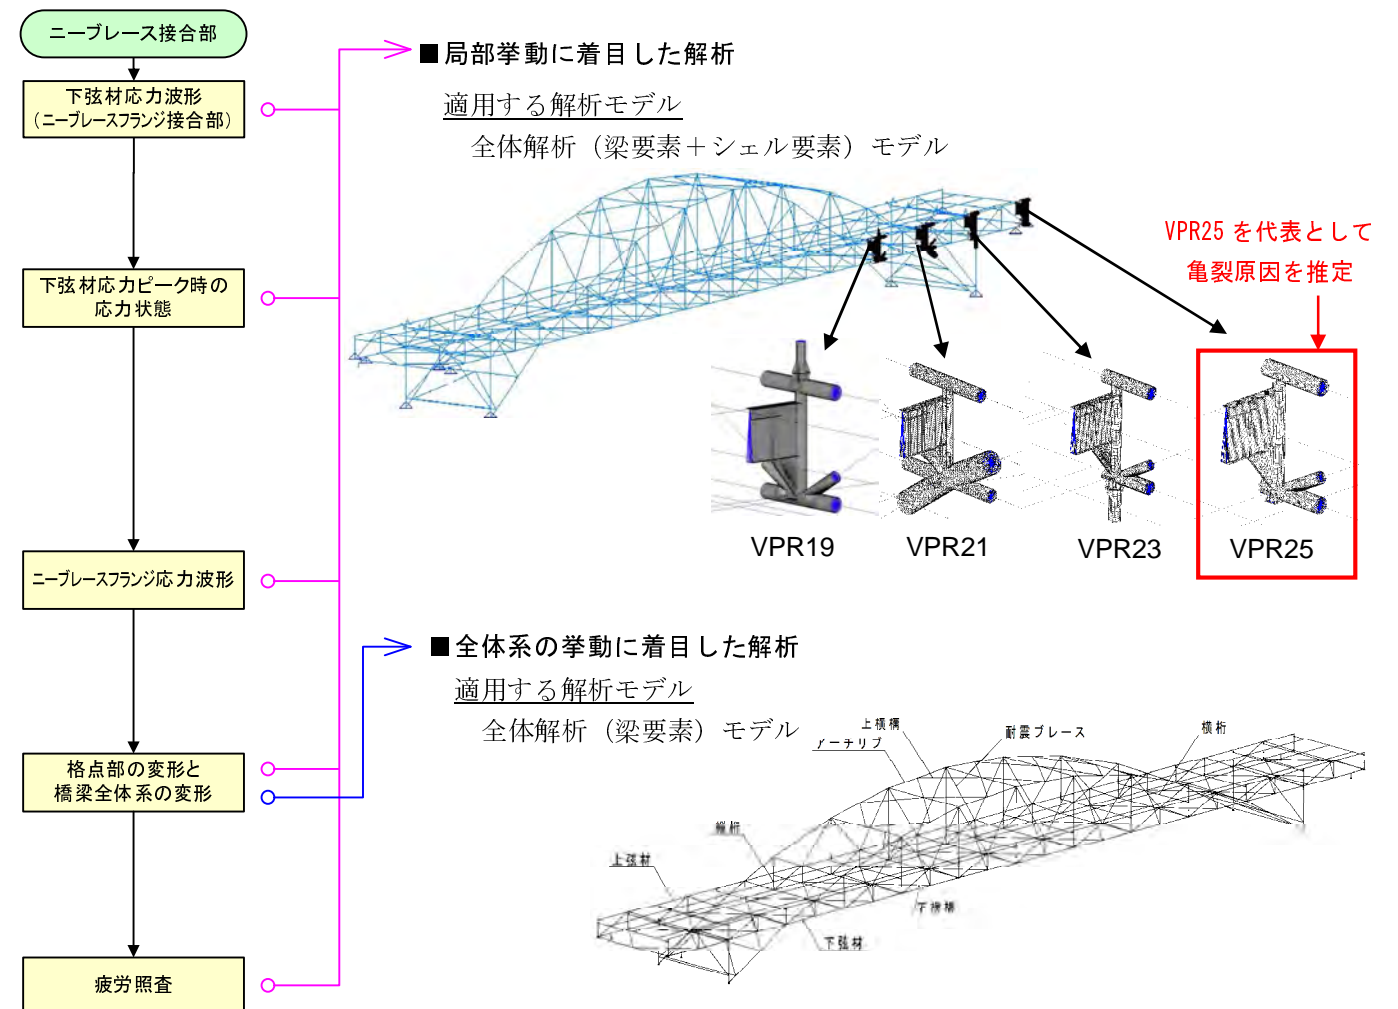 ニーブレース接合部
下弦材応力波形
（ニーブレースフランジ接合部）
下弦材応力ピーク時の
応力状態
ニーブレースフランジ応力波形
格点部の変形と
橋梁全体系の変形
疲労照査
■局部挙動に着目した解析
適用する解析モデル
全体解析（梁要素＋シェル要素）モデル
VPR25 を代表として
亀裂原因を推定
VPR19
VPR21
VPR23
VPR25
■全体系の挙動に着目した解析
適用する解析モデル
全体解析（梁要素）モデル
上横構
アーチリブ
耐震ブレース
横桁
縦桁
上弦材
下横構
下弦材